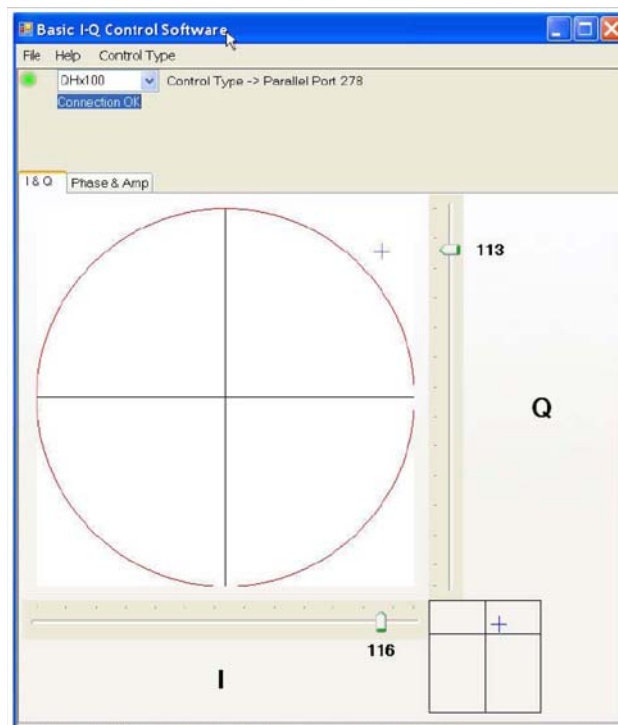 Basic I-Q Control Software
File Help Control Type
DHx100 Control Type -> Parallel Port 278
Connection OK
I & Q Phase & Amp
113
Q
116
I